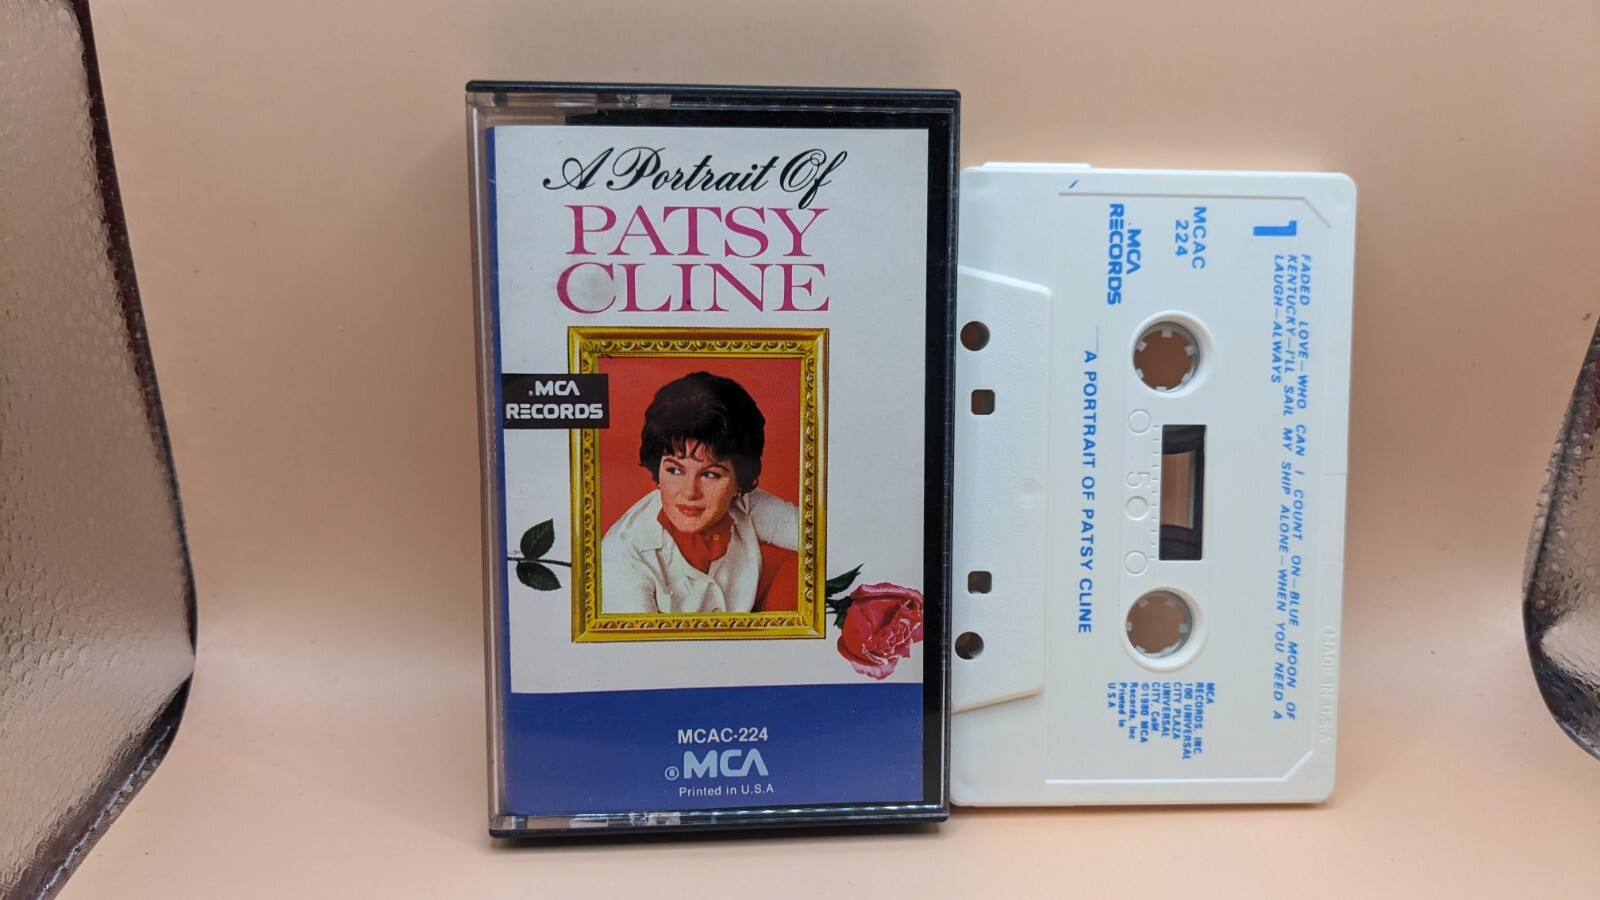 A Portrait Of
PATSY
CLINE
MCA
RECORDS
MCAC-224
®MCA
Printed in U.S.A
1
FADED LOVE—WHO CAN I COUNT ON—BLUE MOON OF
KENTUCKY—I'LL SAIL MY SHIP ALONE—WHEN YOU NEED A
LAUGH—ALWAYS
MCAC
224
MCA
RECORDS
A PORTRAIT OF PATSY CLINE
50
MCA
RECORDS, INC.
100 UNIVERSAL
CITY PLAZA
UNIVERSAL
CITY, Calif.
©1980 MCA
Records, Inc
Printed In
U S A
MADE IN U.S.A